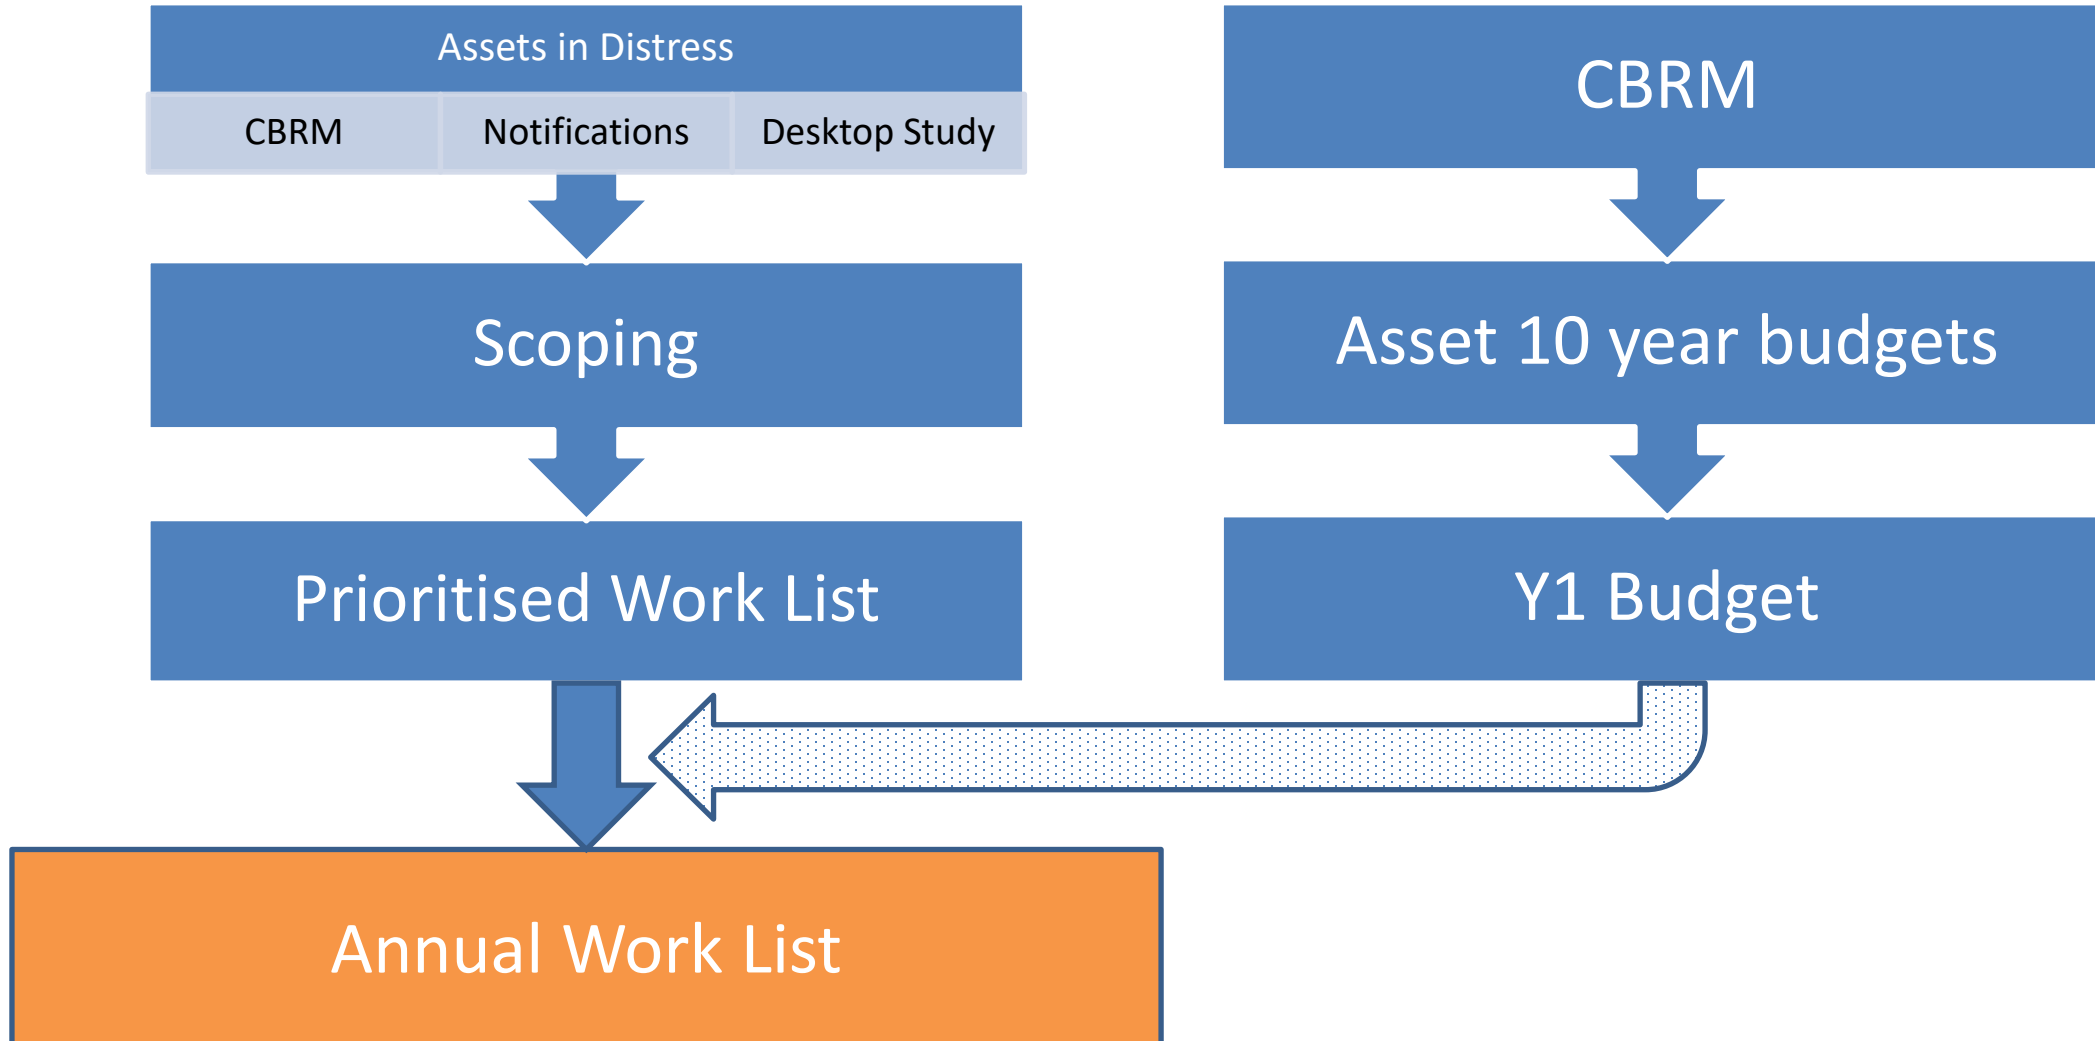 Assets in Distress
CBRM
Notifications
Desktop Study
Scoping
Prioritised Work List
CBRM
Asset 10 year budgets
Y1 Budget
Annual Work List